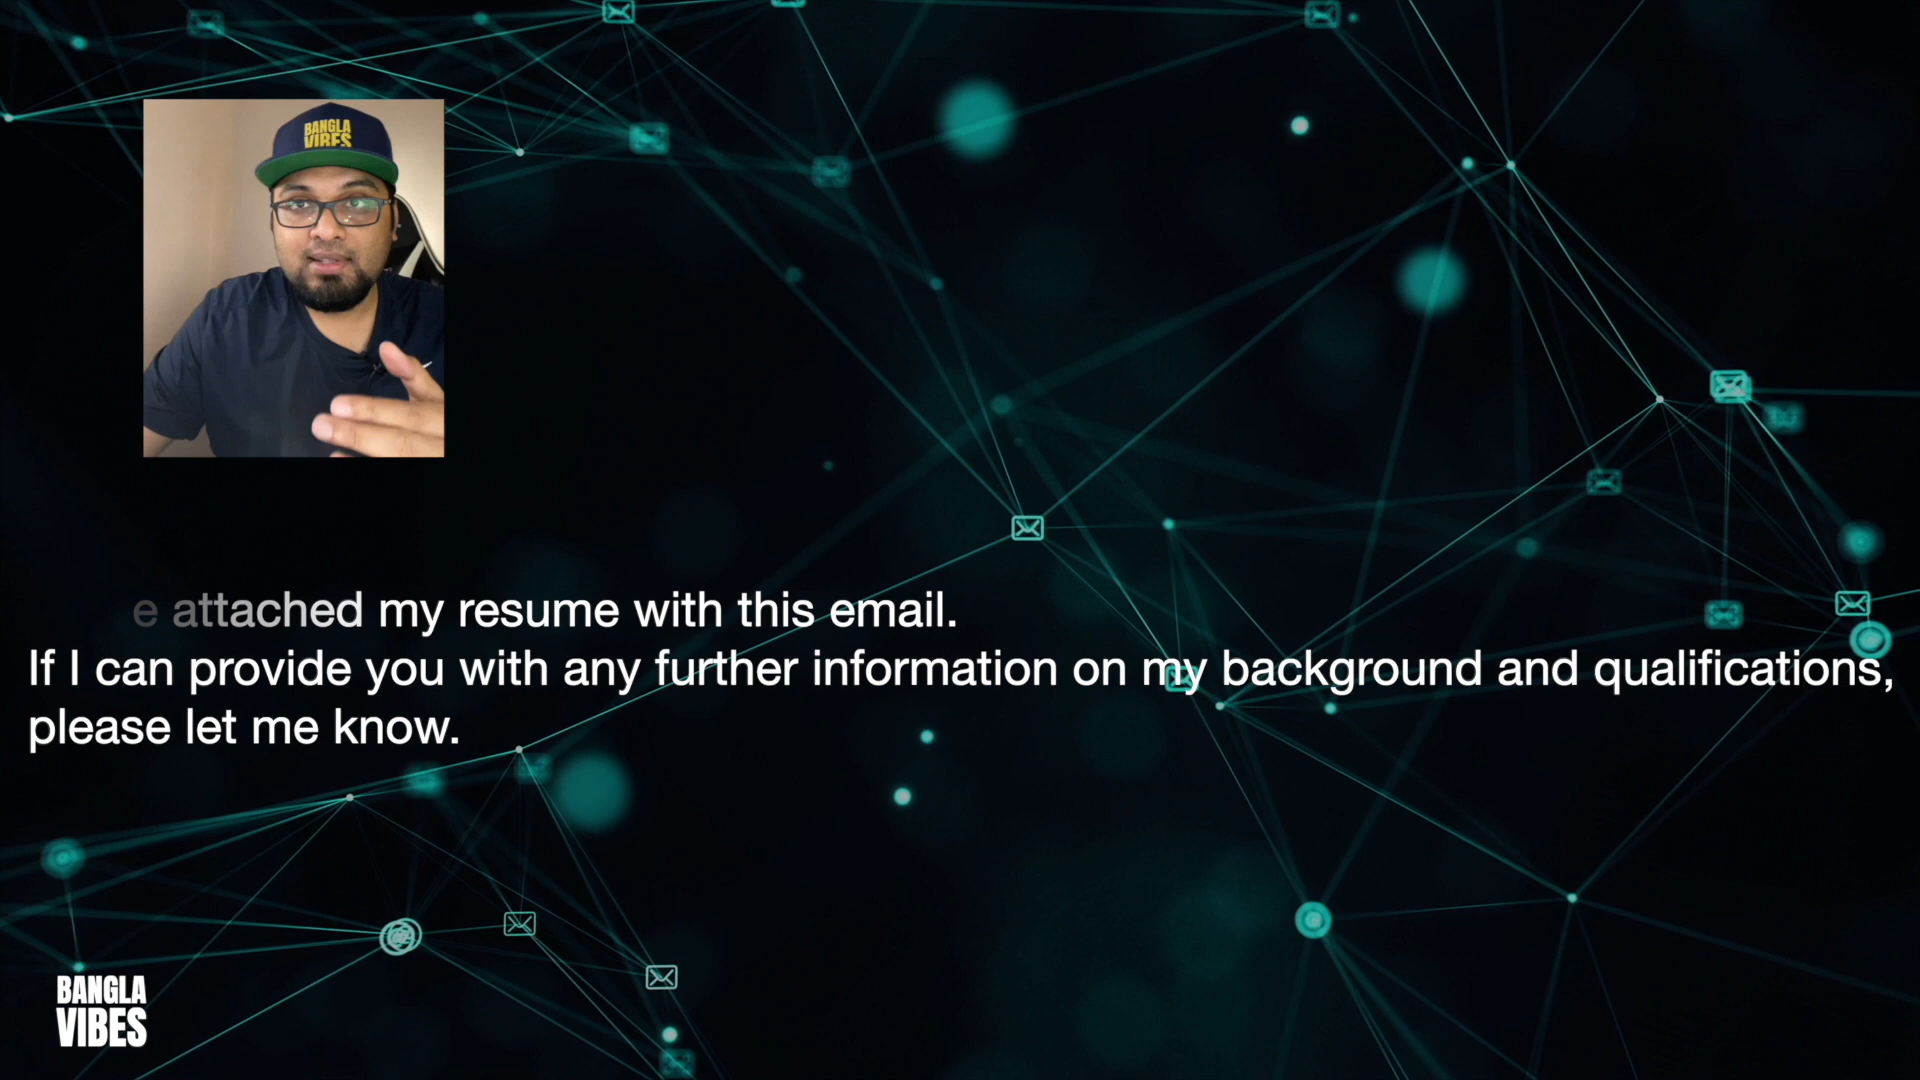 BANGLA
VIBES
e attached my resume with this email.
If I can provide you with any further information on my background and qualifications,
please let me know.
BANGLA
VIBES